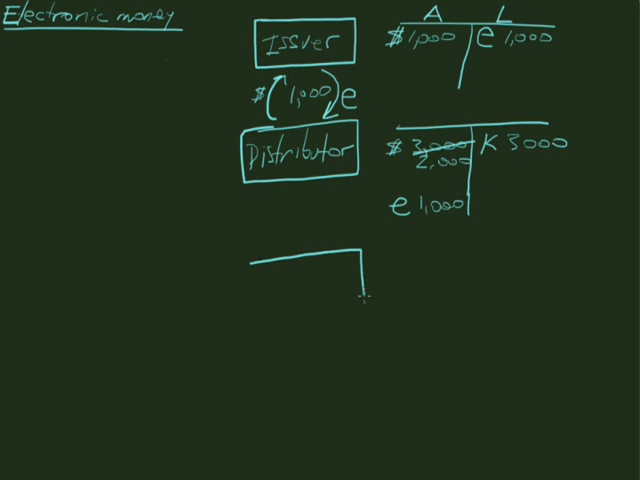 Electronic money
A L
Issuer
$1,000 e 1,000
$ 1,000 e
Distributor
$ 3,000 K 3000
2,000
e 1,000